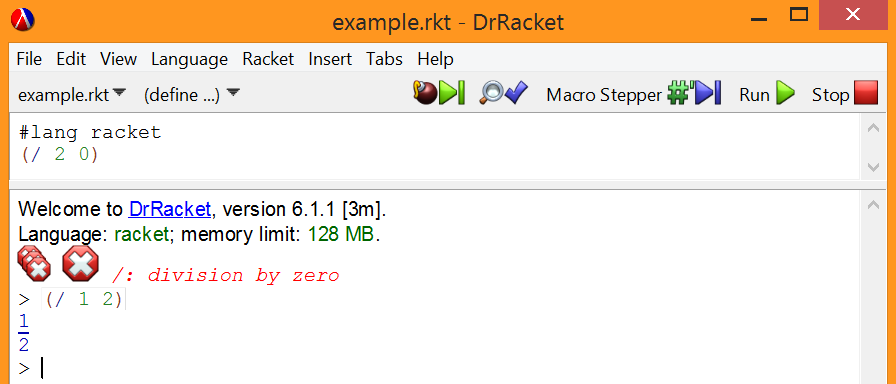 example.rkt - DrRacket
File Edit View Language Racket Insert Tabs Help
example.rkt (define ...) Macro Stepper #' Run Stop
#lang racket
(/ 2 0)
Welcome to DrRacket, version 6.1.1 [3m].
Language: racket; memory limit: 128 MB.
/: division by zero
> (/ 1 2)
1
2
>